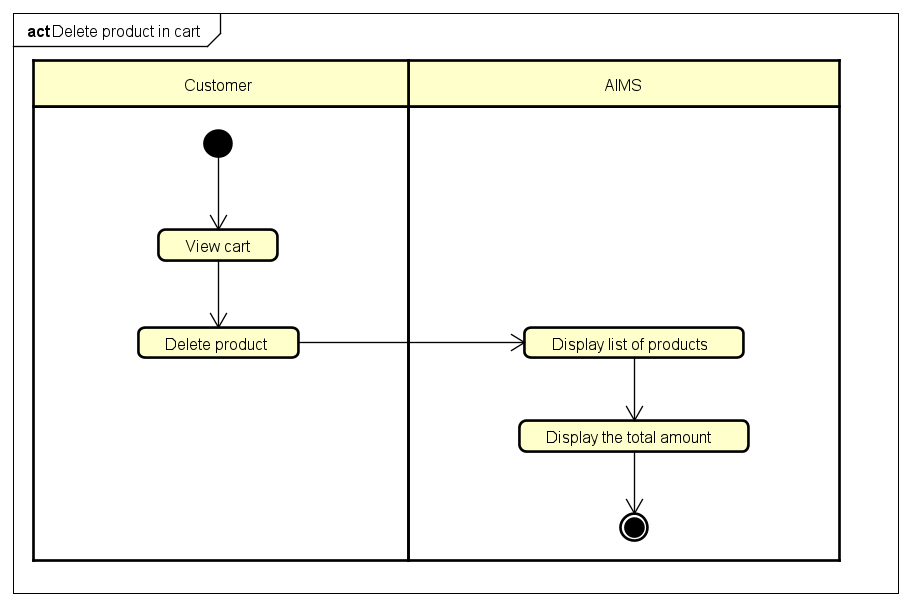 act Delete product in cart
Customer
AIMS
View cart
Delete product
Display list of products
Display the total amount